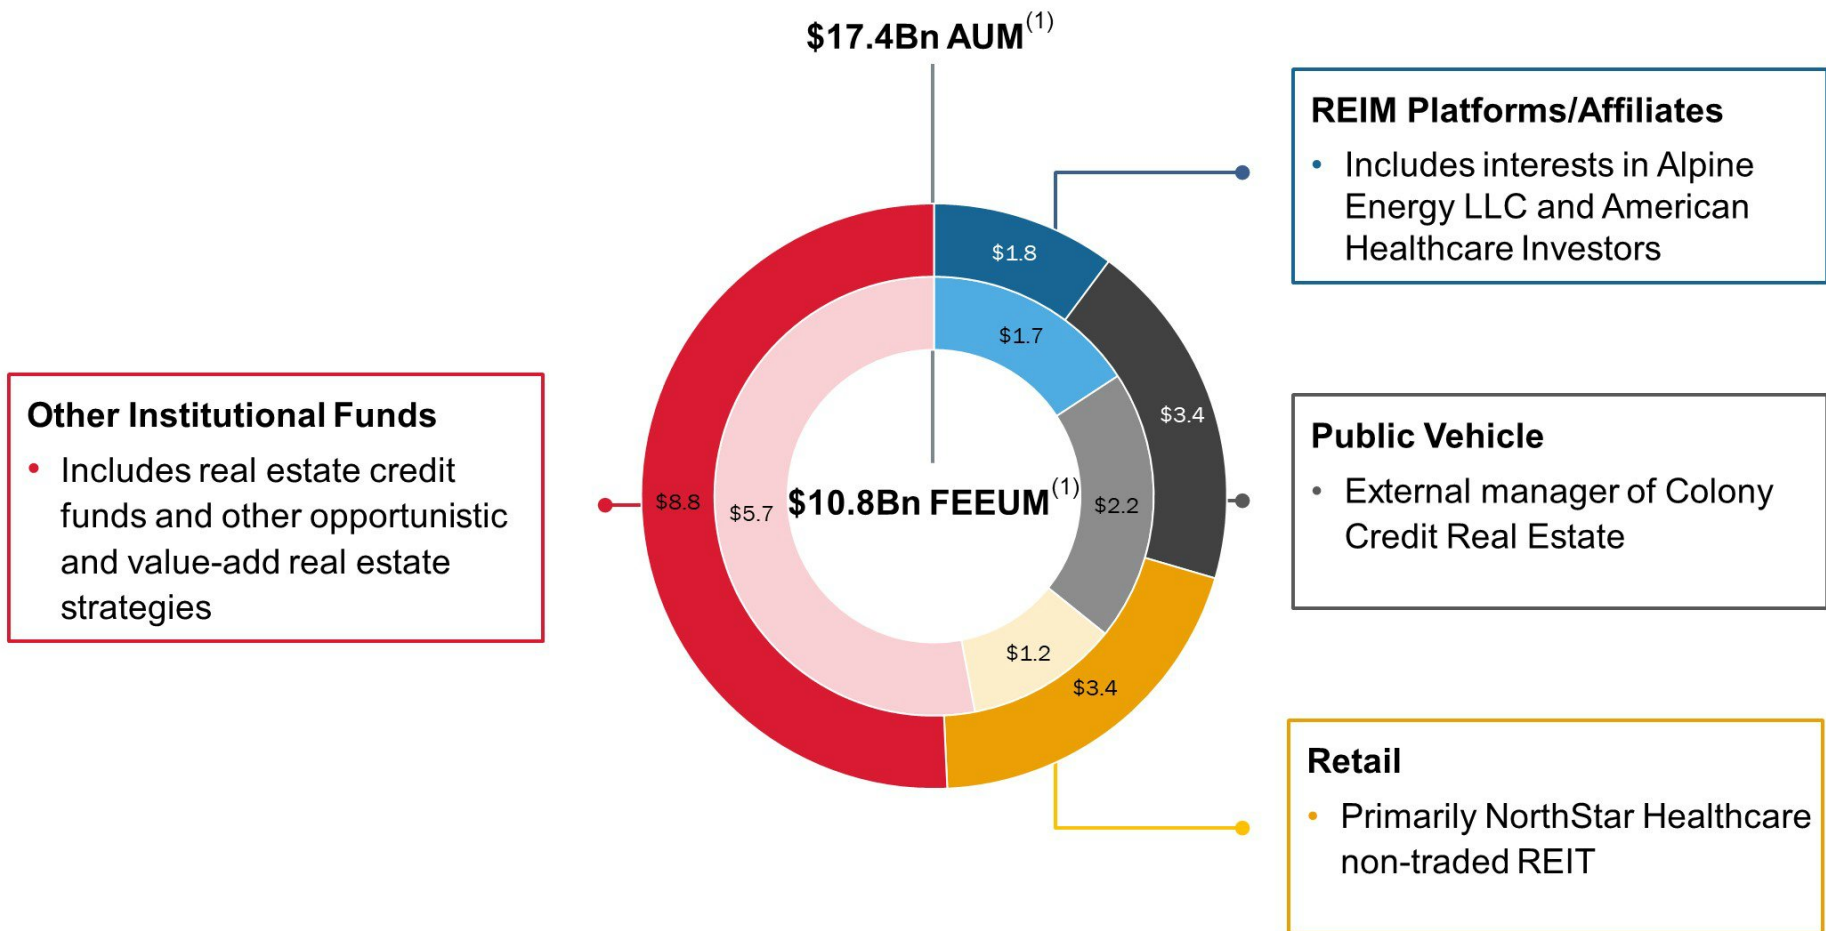 $17.4Bn AUM(1)
REIM Platforms/Affiliates
• Includes interests in Alpine
Energy LLC and American
Healthcare Investors
$1.8
$1.7
$3.4
Other Institutional Funds
• Includes real estate credit
funds and other opportunistic
and value-add real estate
strategies
$8.8
$5.7
$10.8Bn FEEUM(1)
$2.2
Public Vehicle
• External manager of Colony
Credit Real Estate
$1.2
$3.4
Retail
• Primarily NorthStar Healthcare
non-traded REIT